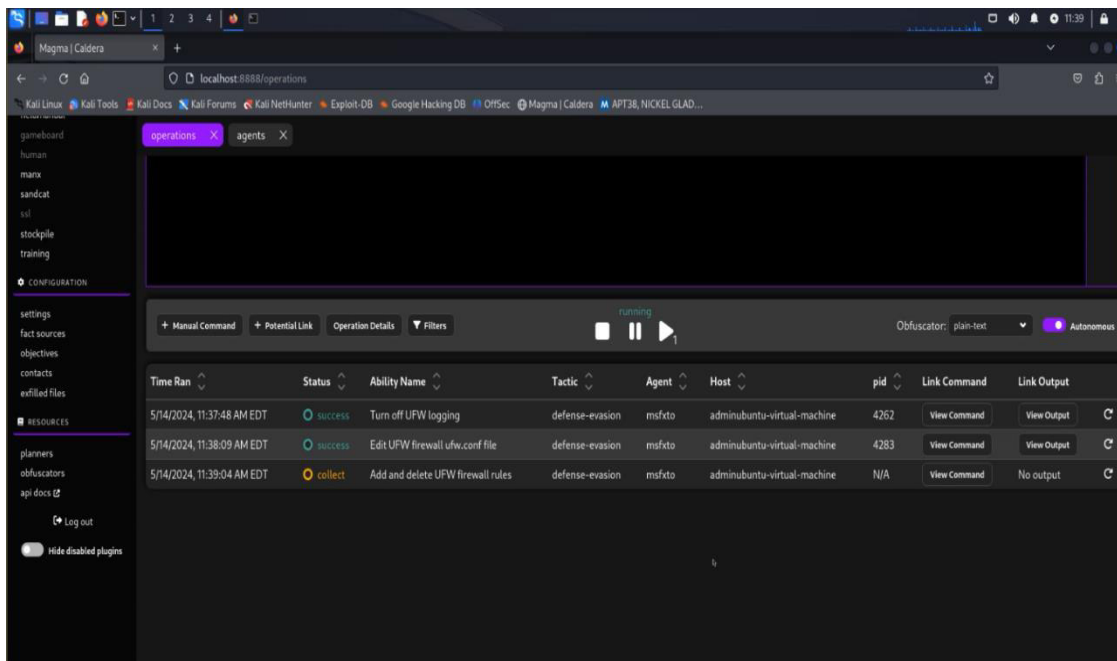 1 2 3 4
11:39
Magma | Caldera × +
localhost:8888/operations
Kali Linux Kali Tools Kali Docs Kali Forums Kali NetHunter Exploit-DB Google Hacking DB OffSec Magma | Caldera APT38, NICKEL GLAD...
gameboard
human
manx
sandcat
ssl
stockpile
training
CONFIGURATION
settings
fact sources
objectives
contacts
exfilled files
RESOURCES
planners
obfuscators
api docs
Log out
Hide disabled plugins
operations X agents X
running
+ Manual Command + Potential Link Operation Details Filters 1 Obfuscator: plain-text Autonomous
Time Ran Status Ability Name Tactic Agent Host pid Link Command Link Output
5/14/2024, 11:37:48 AM EDT success Turn off UFW logging defense-evasion msfxto adminubuntu-virtual-machine 4262 View Command View Output
5/14/2024, 11:38:09 AM EDT success Edit UFW firewall ufw.conf file defense-evasion msfxto adminubuntu-virtual-machine 4283 View Command View Output
5/14/2024, 11:39:04 AM EDT collect Add and delete UFW firewall rules defense-evasion msfxto adminubuntu-virtual-machine N/A View Command No output